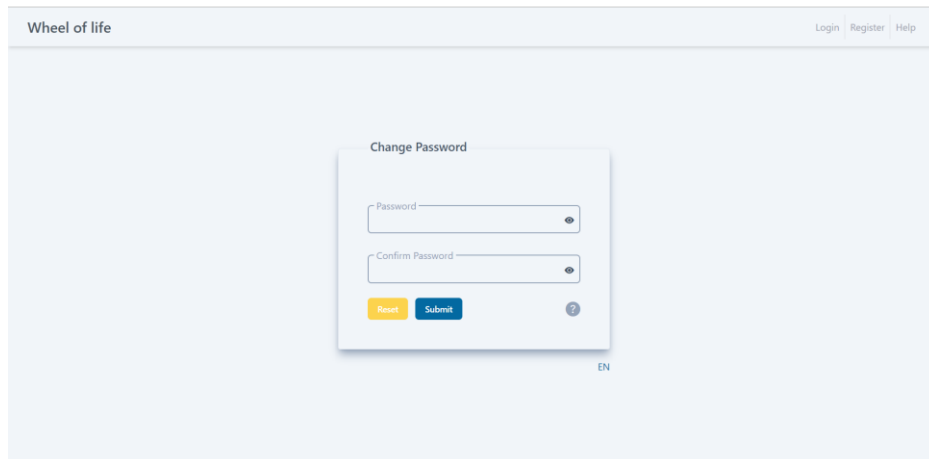 Wheel of life
Login Register Help
Change Password
Password
Confirm Password
Reset Submit ?
EN